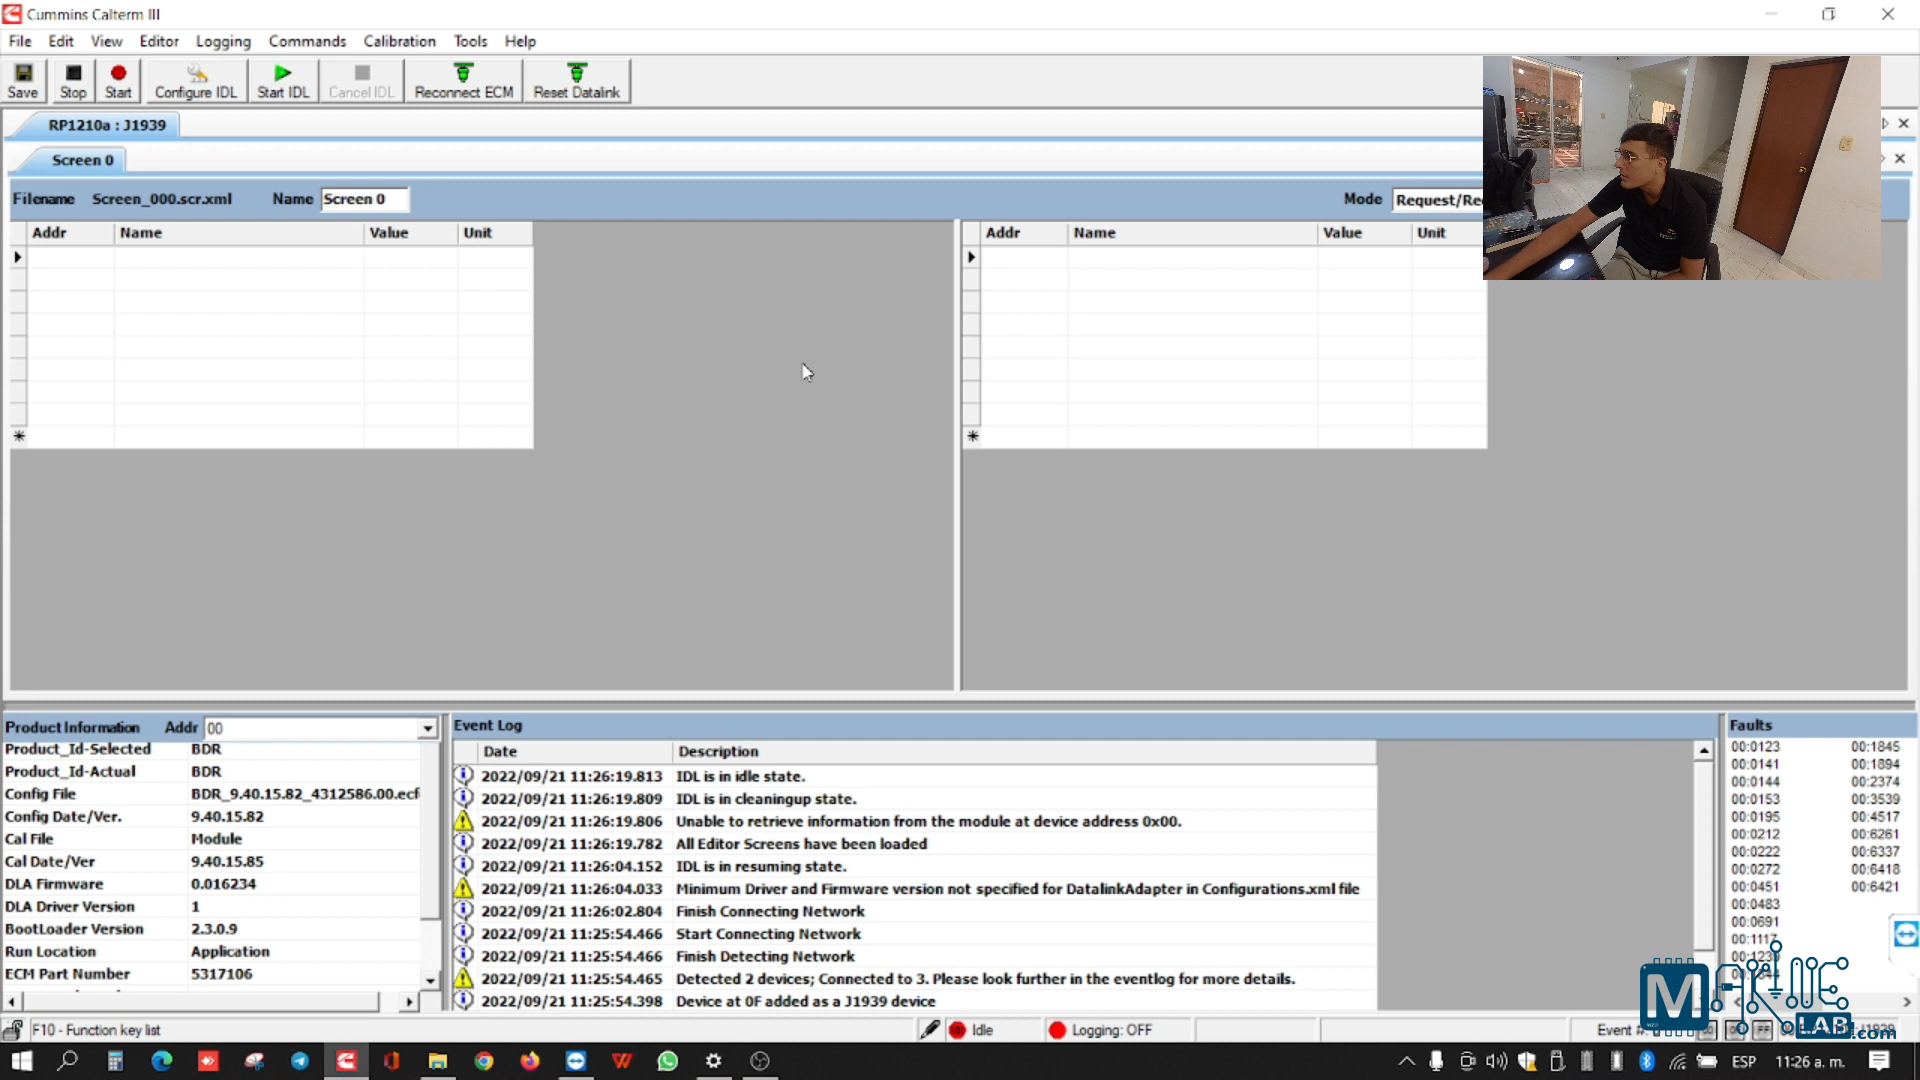 Cummins Calterm III
File Edit View Editor Logging Commands Calibration Tools Help
Save Stop Start Configure IDL Start IDL Cancel IDL Reconnect ECM Reset Datalink
RP1210a : J1939
Screen 0
Filename Screen_000.scr.xml Name Screen 0 Mode
Addr Name Value Unit Addr Name Value Unit
Product Information Addr 00
Product_Id-Selected BDR
Product_Id-Actual BDR
Config File BDR_9.40.15.82_4312586.00.ecf
Config Date/Ver. 9.40.15.82
Cal File Module
Cal Date/Ver 9.40.15.85
DLA Firmware 0.016234
DLA Driver Version 1
BootLoader Version 2.3.0.9
Run Location Application
ECM Part Number 5317106
Event Log
Date Description
2022/09/21 11:26:19.813 IDL is in idle state.
2022/09/21 11:26:19.809 IDL is in cleaningup state.
2022/09/21 11:26:19.806 Unable to retrieve information from the module at device address 0x00.
2022/09/21 11:26:19.782 All Editor Screens have been loaded
2022/09/21 11:26:04.152 IDL is in resuming state.
2022/09/21 11:26:04.033 Minimum Driver and Firmware version not specified for DatalinkAdapter in Configurations.xml file
2022/09/21 11:26:02.804 Finish Connecting Network
2022/09/21 11:25:54.466 Start Connecting Network
2022/09/21 11:25:54.466 Finish Detecting Network
2022/09/21 11:25:54.465 Detected 2 devices; Connected to 3. Please look further in the eventlog for more details.
2022/09/21 11:25:54.398 Device at 0F added as a J1939 device
Faults
00:0123 00:1845
00:0141 00:1894
00:0144 00:2374
00:0153 00:3539
00:0195 00:4517
00:0212 00:6261
00:0222 00:6337
00:0272 00:6418
00:0451 00:6421
00:0483
00:0691
F10 - Function key list Idle Logging: OFF Event #
LAB.com
ESP 11:26 a. m.